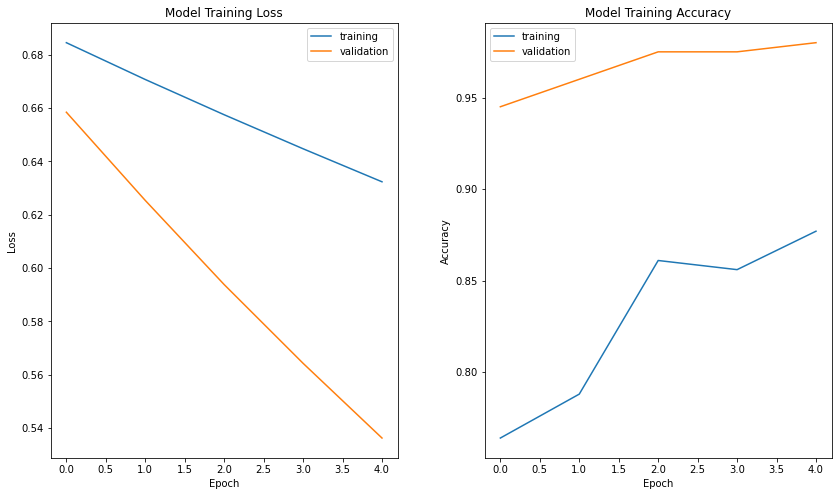 Model Training Loss
training
validation
0.68
0.66
0.64
0.62
0.60
0.58
0.56
0.54
Loss
0.0 0.5 1.0 1.5 2.0 2.5 3.0 3.5 4.0
Epoch
Model Training Accuracy
training
validation
0.95
0.90
0.85
0.80
Accuracy
0.0 0.5 1.0 1.5 2.0 2.5 3.0 3.5 4.0
Epoch